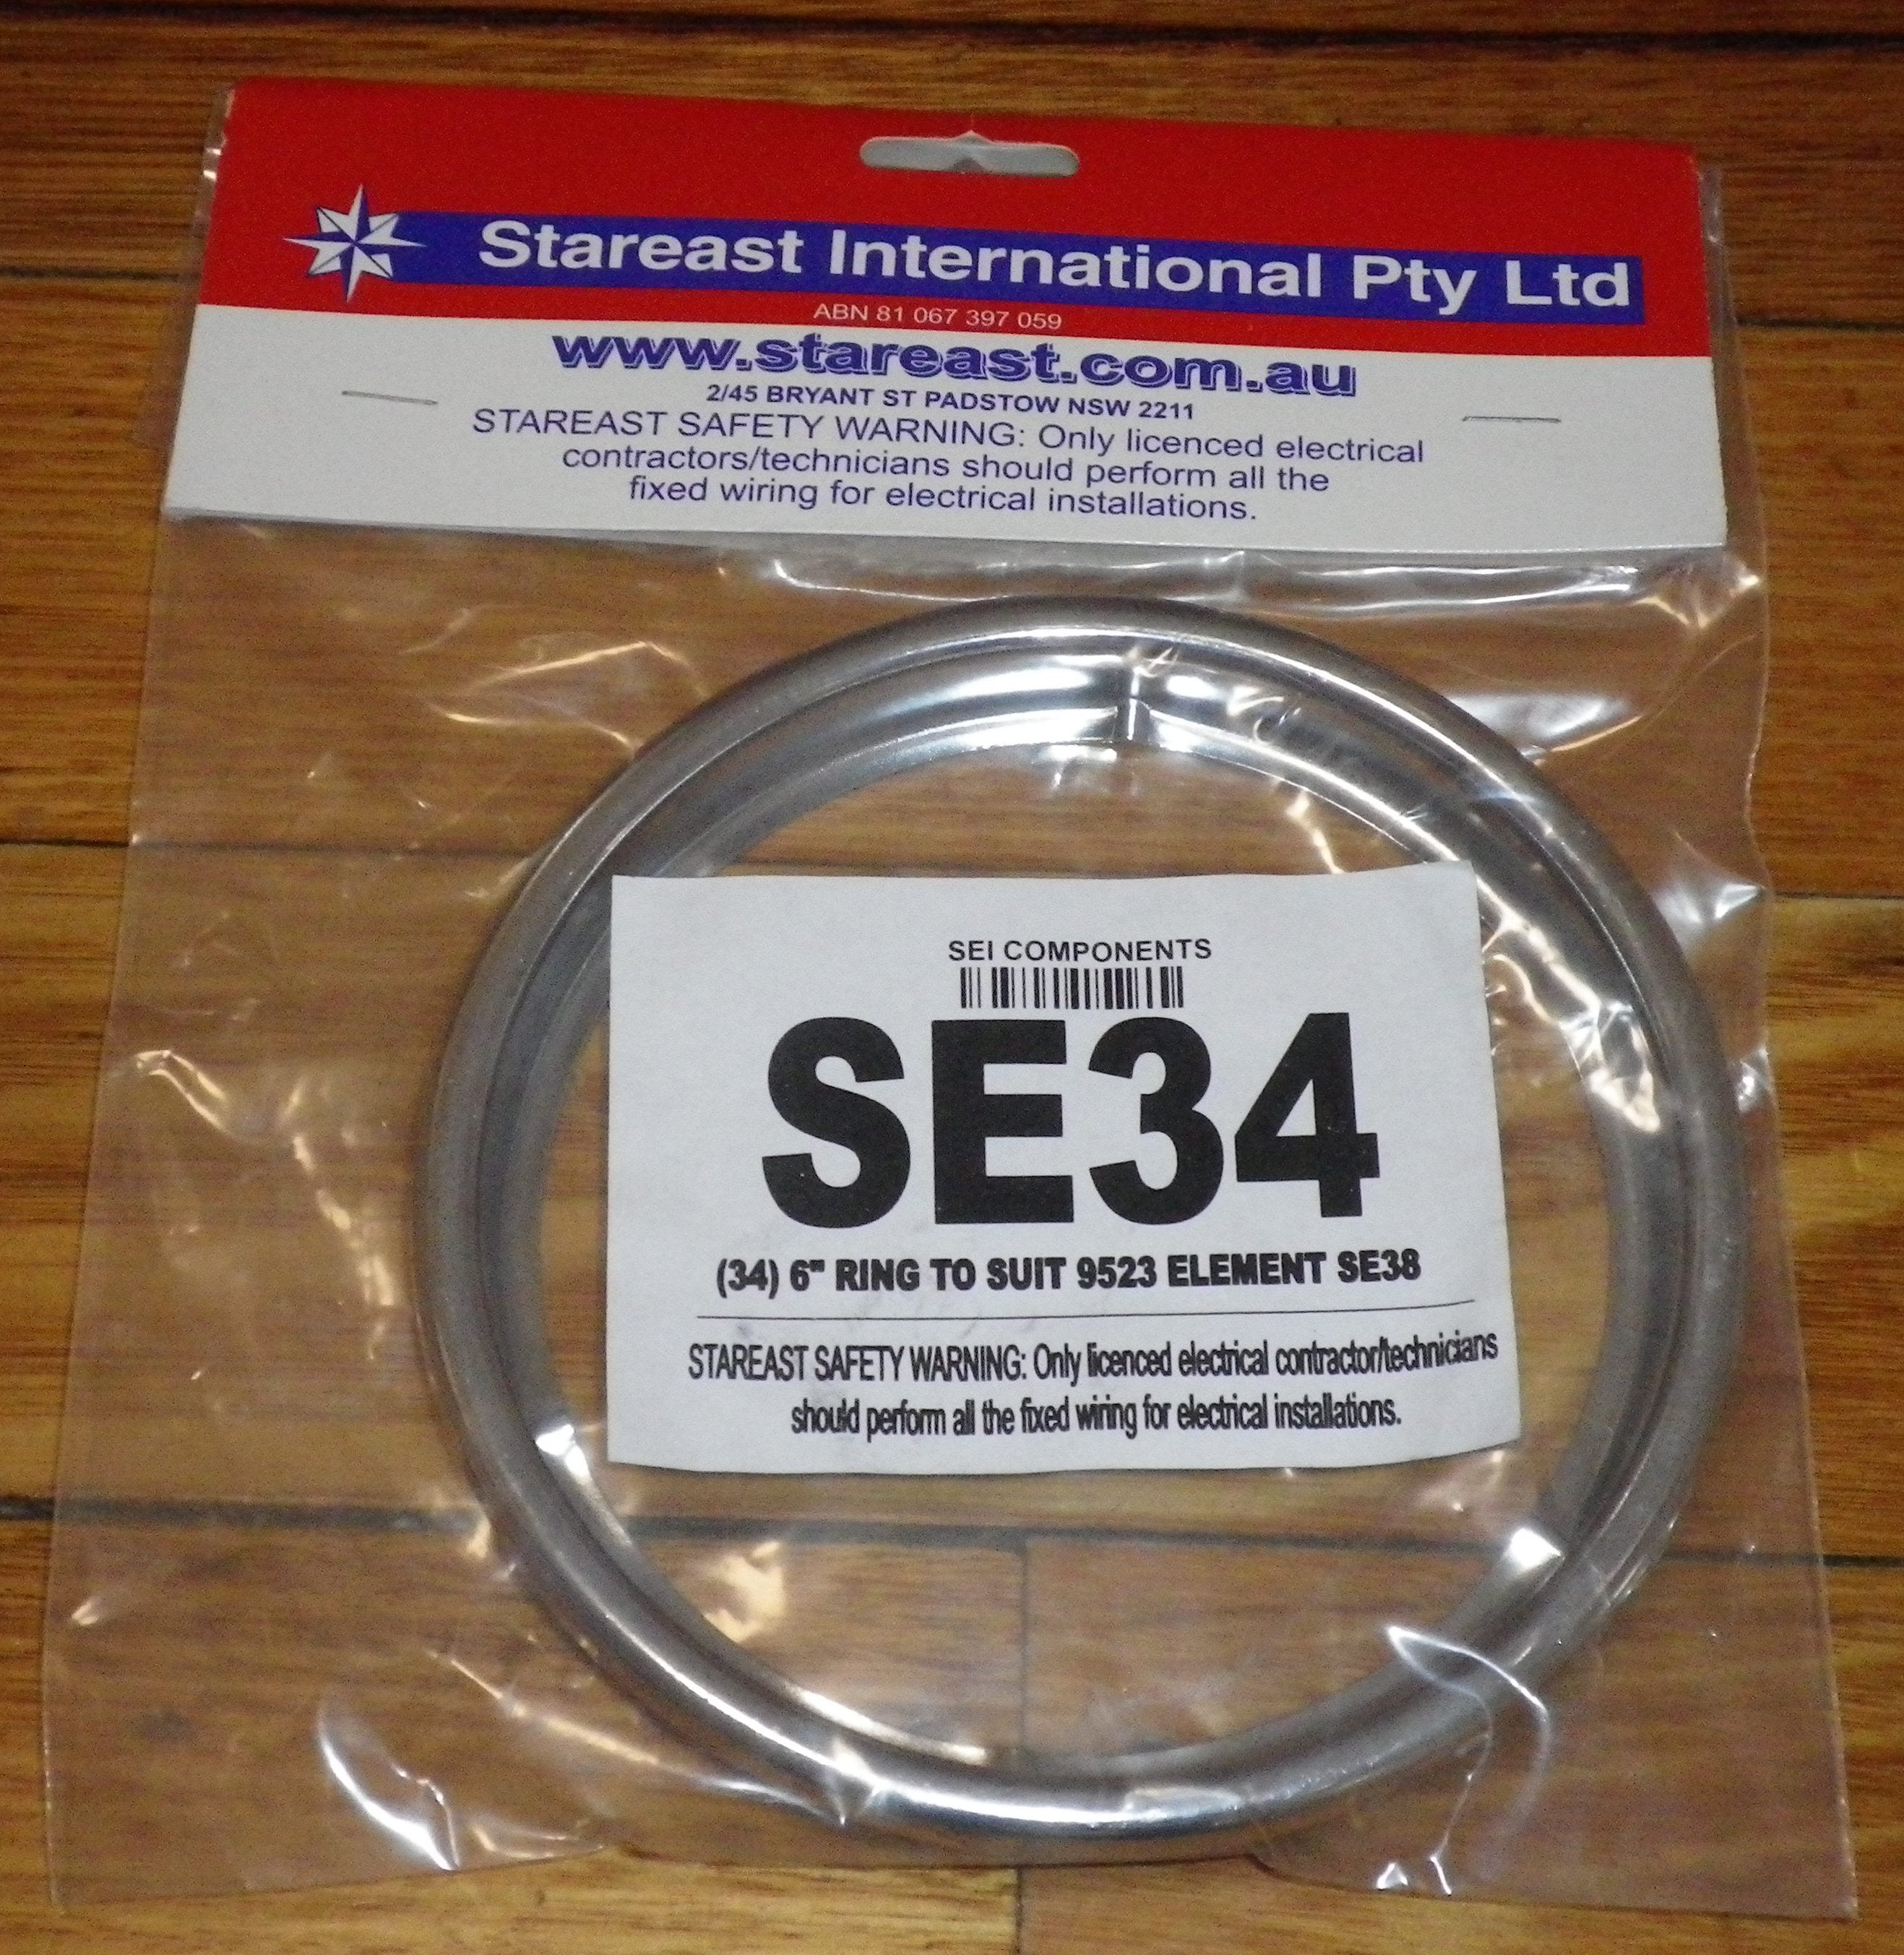 Stareast International Pty Ltd
ABN 81 067 397 059
www.stareast.com.au
2/45 BRYANT ST PADSTOW NSW 2211
STAREAST SAFETY WARNING: Only licenced electrical
contractors/technicians should perform all the
fixed wiring for electrical installations.
SEI COMPONENTS
SE34
(34) 6" RING TO SUIT 9523 ELEMENT SE38
STAREAST SAFETY WARNING: Only licenced electrical contractor/technicians
should perform all the fixed wiring for electrical installations.